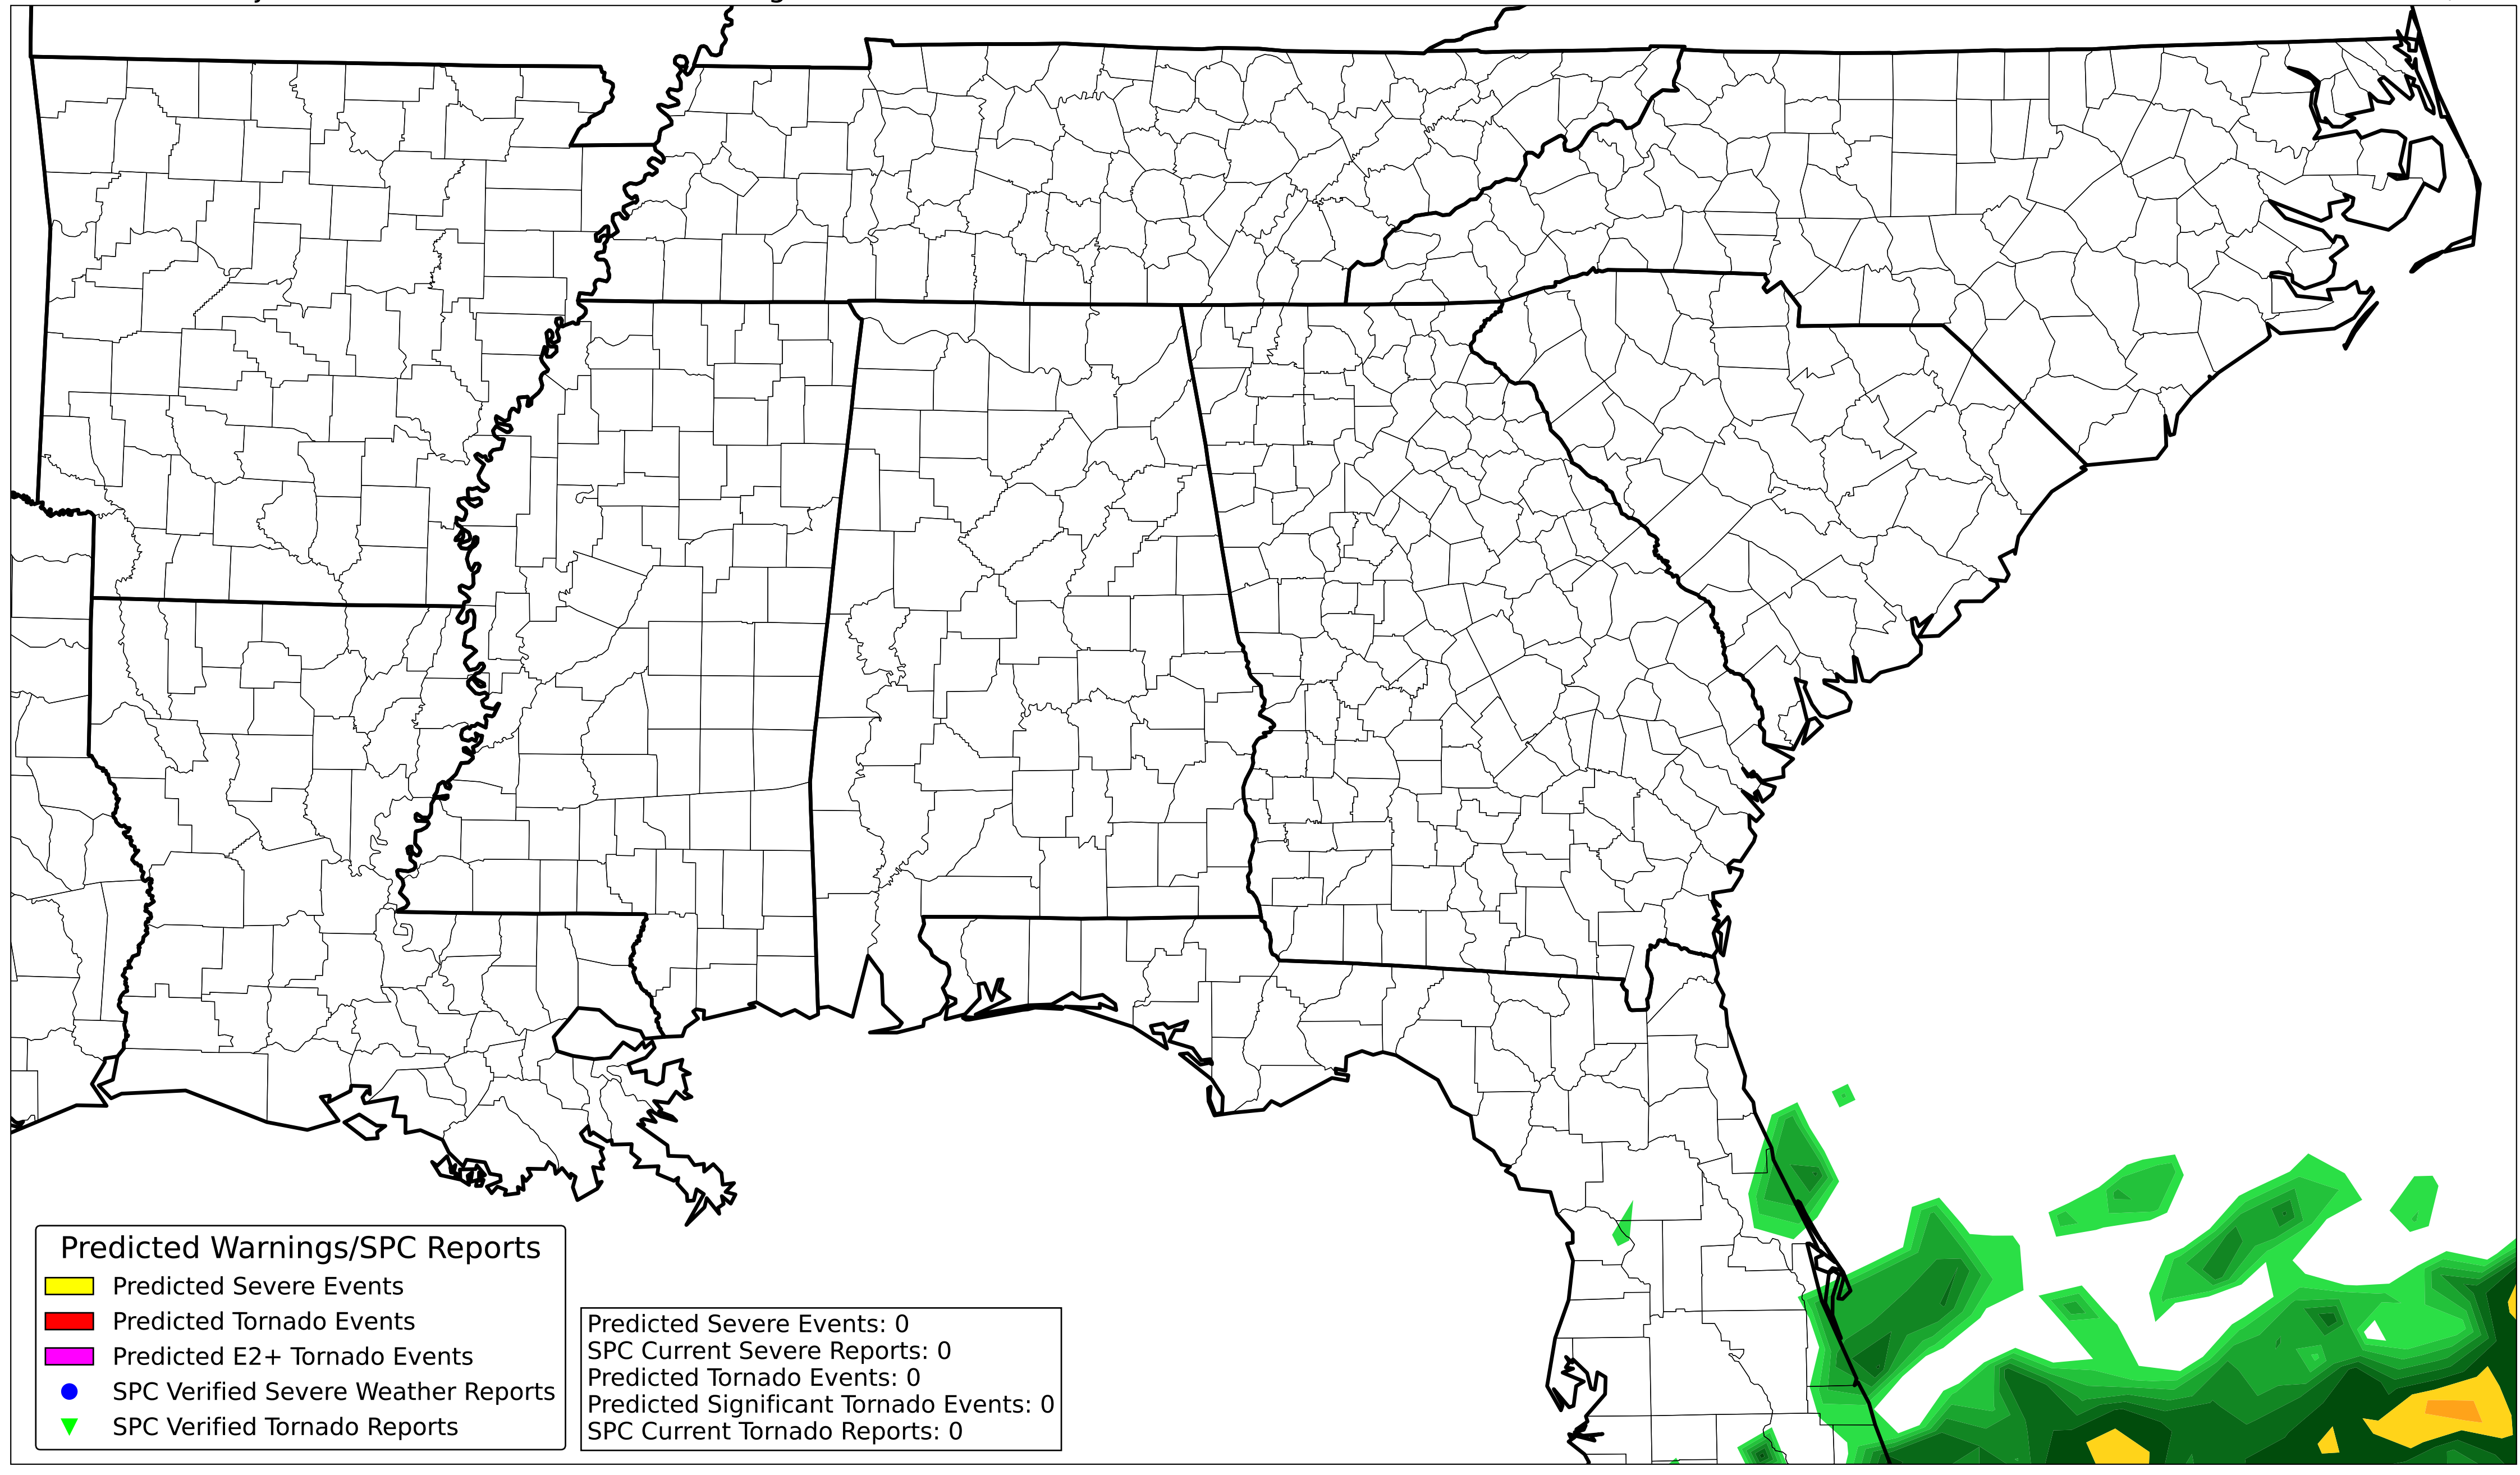 Predicted Warnings/SPC Reports
Predicted Severe Events
Predicted Tornado Events
Predicted E2+ Tornado Events
SPC Verified Severe Weather Reports
SPC Verified Tornado Reports
Predicted Severe Events: 0
SPC Current Severe Reports: 0
Predicted Tornado Events: 0
Predicted Significant Tornado Events: 0
SPC Current Tornado Reports: 0